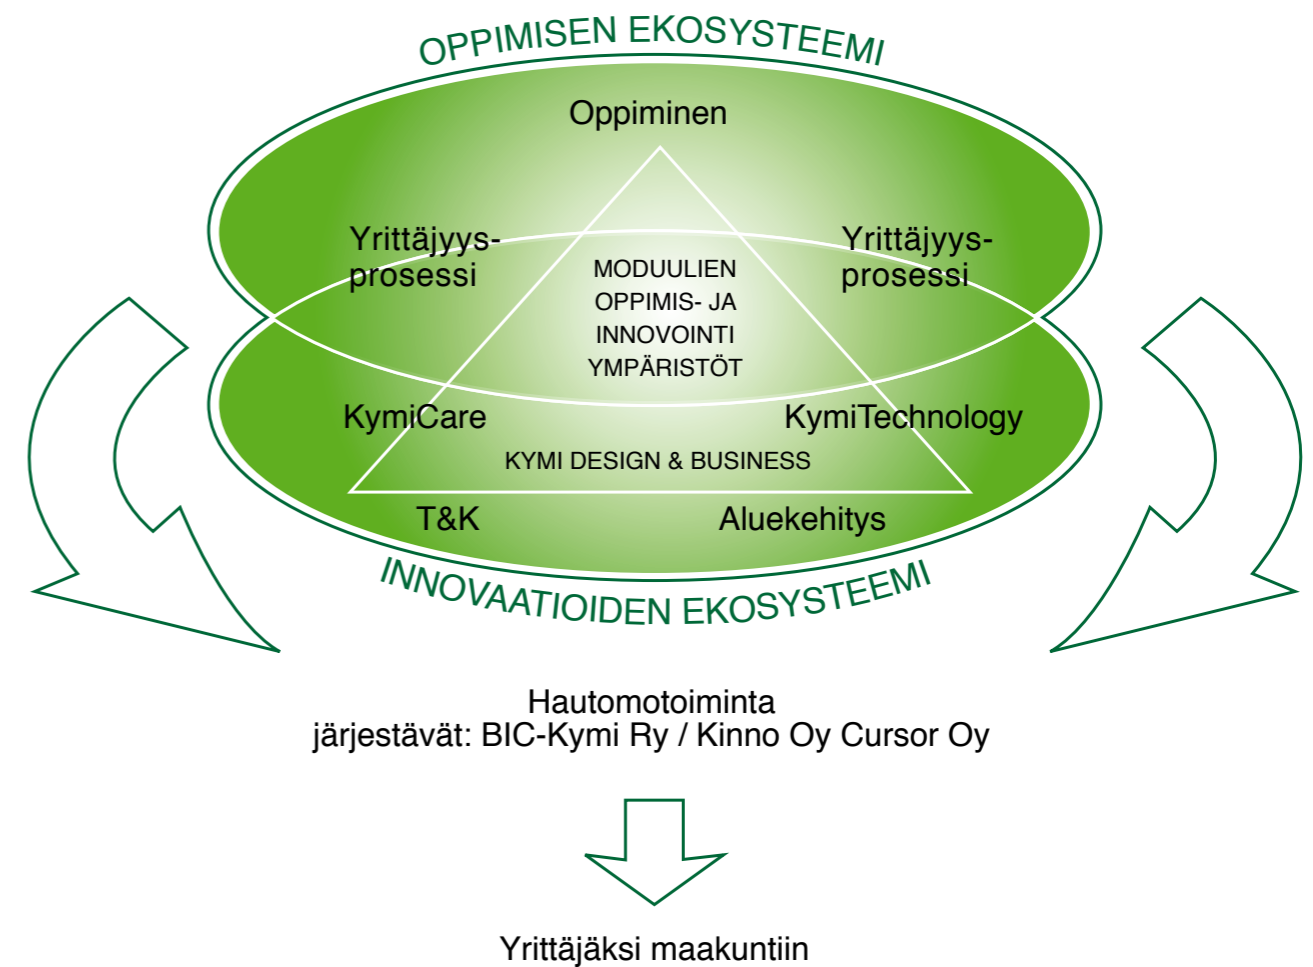 OPPIMISEN EKOSYSTEEMI
Oppiminen
Yrittäjyys-
prosessi
Yrittäjyys-
prosessi
MODUULIEN
OPPIMIS- JA
INNOVOINTI
YMPÄRISTÖT
KymiCare
KymiTechnology
KYMI DESIGN & BUSINESS
T&K
Aluekehitys
INNOVAATIOIDEN EKOSYSTEEMI
Hautomotoiminta
järjestävät: BIC-Kymi Ry / Kinno Oy Cursor Oy
Yrittäjäksi maakuntiin